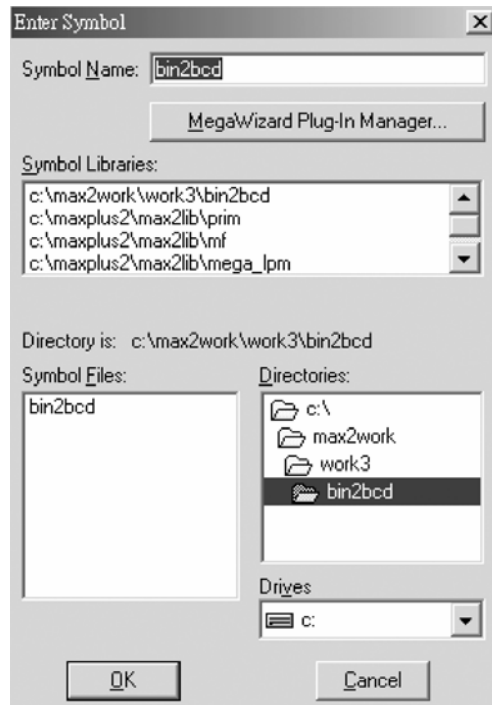 Enter Symbol
Symbol Name: bin2bcd
MegaWizard Plug-In Manager...
Symbol Libraries:
c:\max2work\work3\bin2bcd
c:\maxplus2\max2lib\prim
c:\maxplus2\max2lib\mf
c:\maxplus2\max2lib\mega_lpm
Directory is: c:\max2work\work3\bin2bcd
Symbol Files:
bin2bcd
Directories:
c:\
max2work
work3
bin2bcd
Drives
c:
OK
Cancel